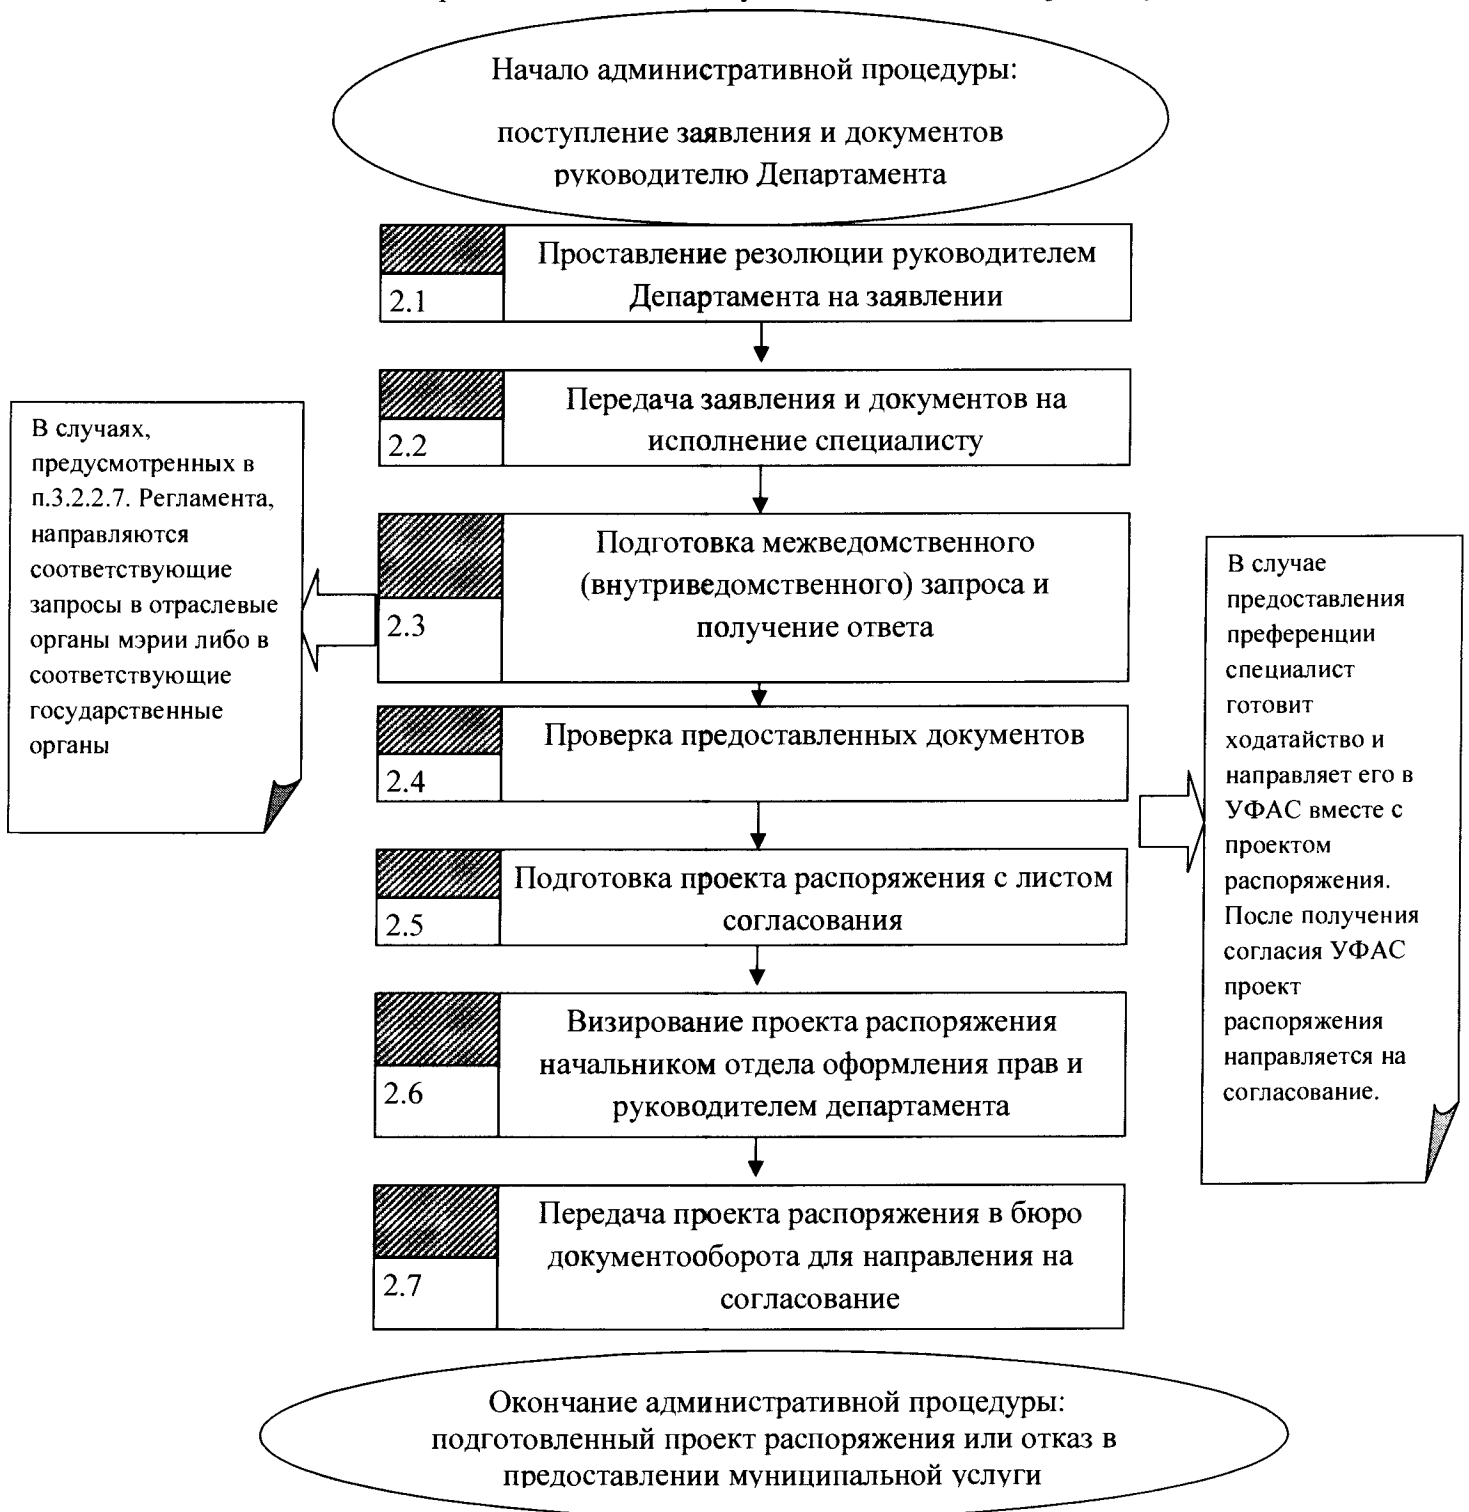 Начало административной процедуры:
поступление заявления и документов
руководителю Департамента
Проставление резолюции руководителем
Департамента на заявлении
2.1
Передача заявления и документов на
исполнение специалисту
2.2
В случаях,
предусмотренных в
п.3.2.2.7. Регламента,
направляются
соответствующие
запросы в отраслевые
органы мэрии либо в
соответствующие
государственные
органы
Подготовка межведомственного
(внутриведомственного) запроса и
получение ответа
2.3
Проверка предоставленных документов
2.4
В случае
предоставления
преференции
специалист
готовит
ходатайство и
направляет его в
УФАС вместе с
проектом
распоряжения.
После получения
согласия УФАС
проект
распоряжения
направляется на
согласование.
Подготовка проекта распоряжения с листом
согласования
2.5
Визирование проекта распоряжения
начальником отдела оформления прав и
руководителем департамента
2.6
Передача проекта распоряжения в бюро
документооборота для направления на
согласование
2.7
Окончание административной процедуры:
подготовленный проект распоряжения или отказ в
предоставлении муниципальной услуги